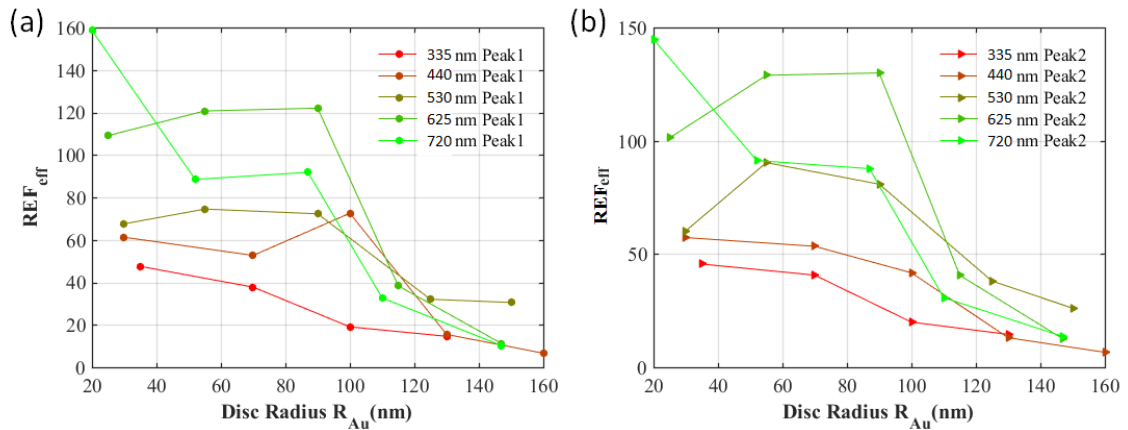 (a)
160
140
120
100
80
60
40
20
0
REFeff
20 40 60 80 100 120 140 160
Disc Radius RAu(nm)
335 nm Peak1
440 nm Peak1
530 nm Peak1
625 nm Peak1
720 nm Peak1
(b)
150
100
50
0
REFeff
20 40 60 80 100 120 140 160
Disc Radius RAu(nm)
335 nm Peak2
440 nm Peak2
530 nm Peak2
625 nm Peak2
720 nm Peak2